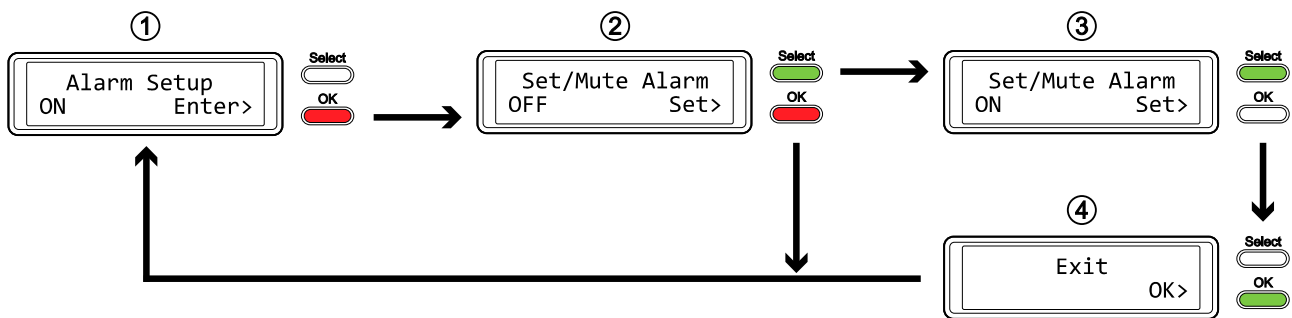 ①
Alarm Setup
ON Enter>
Select
OK
②
Set/Mute Alarm
OFF Set>
Select
OK
③
Set/Mute Alarm
ON Set>
Select
OK
④
Exit
OK>
Select
OK